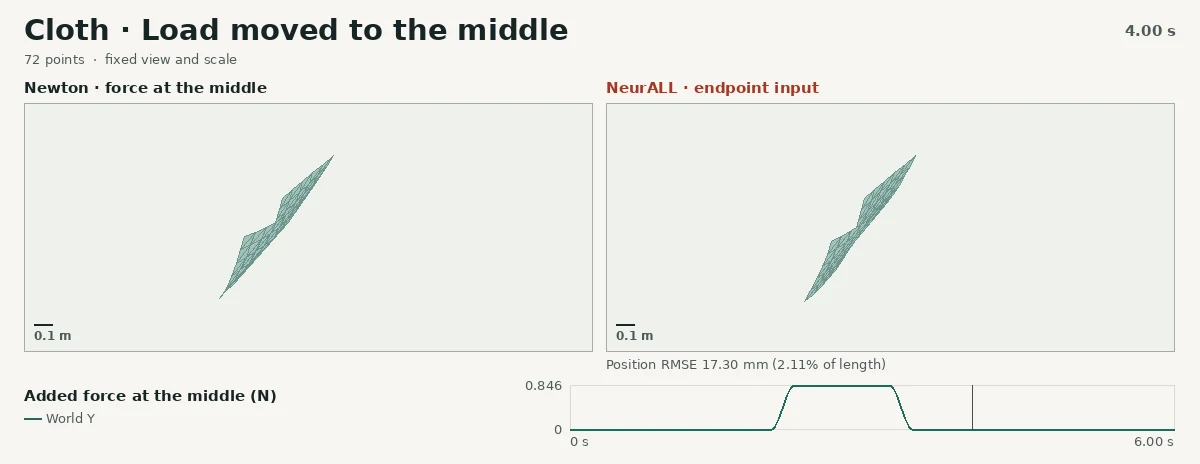 Cloth · Load moved to the middle
4.00 s
72 points · fixed view and scale
Newton · force at the middle
NeurALL · endpoint input
0.1 m
0.1 m
Position RMSE 17.30 mm (2.11% of length)
Added force at the middle (N)
World Y
0.846
0
0 s
6.00 s